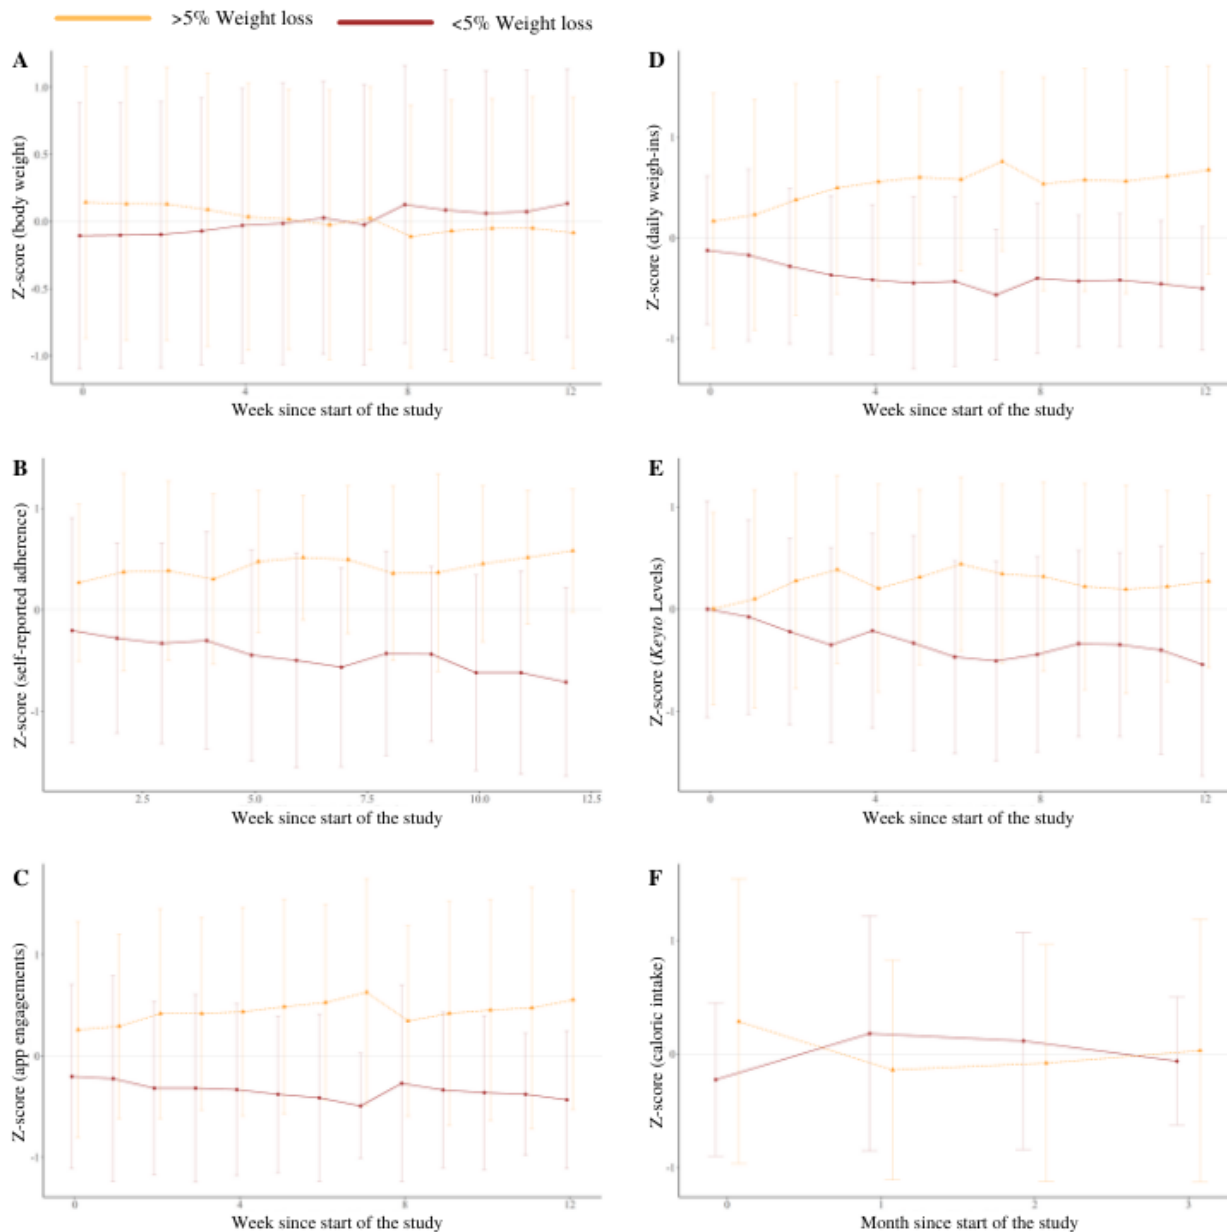 >5% Weight loss <5% Weight loss
A
1.0
0.5
0.0
-0.5
-1.0
Z-score (body weight)
0 4 8 12
Week since start of the study
D
1
0
-1
Z-score (daily weigh-ins)
0 4 8 12
Week since start of the study
B
1
0
-1
Z-score (self-reported adherence)
2.5 5.0 7.5 10.0 12.5
Week since start of the study
E
1
0
-1
Z-score (Keyto Levels)
0 4 8 12
Week since start of the study
C
1
0
-1
Z-score (app engagements)
0 4 8 12
Week since start of the study
F
1
0
-1
Z-score (caloric intake)
0 1 2 3
Month since start of the study